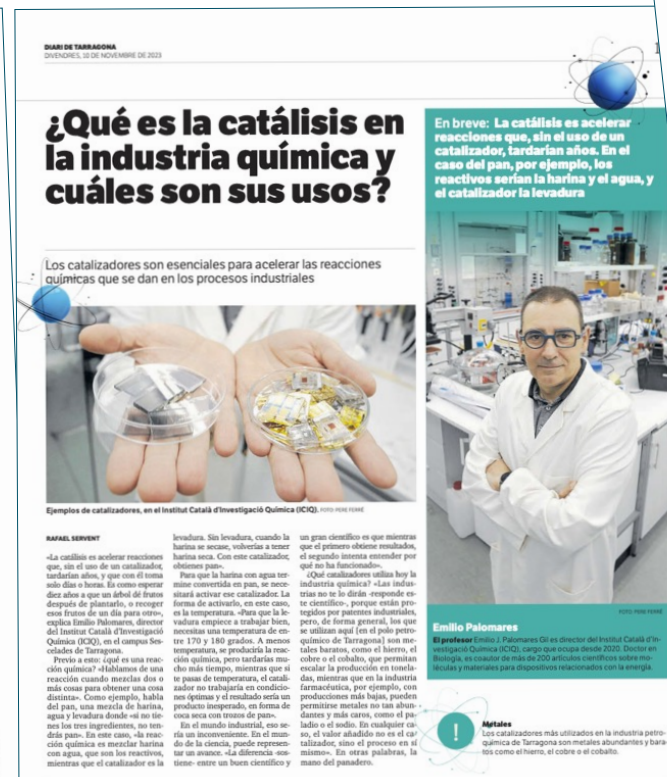 DIARI DE TARRAGONA
DIVENDRES, 10 DE NOVEMBRE DE 2023
¿Qué es la catálisis en
la industria química y
cuáles son sus usos?
Los catalizadores son esenciales para acelerar las reacciones
químicas que se dan en los procesos industriales
Ejemplos de catalizadores, en el Institut Català d'Investigació Química (ICIQ). FOTO: PERE FERRÉ
RAFAEL SERVENT
«La catálisis es acelerar reacciones
que, sin el uso de un catalizador,
tardarían años, y que con él toma
solo días o horas. Es como esperar
diez años a que un árbol dé frutos
después de plantarlo, o recoger
esos frutos de un día para otro»,
explica Emilio Palomares, director
del Institut Català d'Investigació
Química (ICIQ), en el campus Ses-
celades de Tarragona.
Previo a esto: ¿qué es una reac-
ción química? «Hablamos de una
reacción cuando mezclas dos o
más cosas para obtener una cosa
distinta». Como ejemplo, habla
del pan, una mezcla de harina,
agua y levadura donde «si no tie-
nes los tres ingredientes, no ten-
drás pan». En este caso, «la reac-
ción química es mezclar harina
con agua, que son los reactivos,
mientras que el catalizador es la
levadura. Sin levadura, cuando la
harina se secase, volverías a tener
harina seca. Con este catalizador,
obtienes pan».
Para que la harina con agua ter-
mine convertida en pan, se nece-
sitará activar ese catalizador. La
forma de activarlo, en este caso,
es la temperatura. «Para que la le-
vadura empiece a trabajar bien,
necesitas una temperatura de en-
tre 170 y 180 grados. A menos
temperatura, se produciría la reac-
ción química, pero tardarías mu-
cho más tiempo, mientras que si
te pasas de temperatura, el catali-
zador no trabajaría en condicio-
nes óptimas y el resultado sería un
producto inesperado, en forma de
coca seca con trozos de pan».
En el mundo industrial, eso se-
ría un inconveniente. En el mun-
do de la ciencia, puede represen-
tar un avance. «La diferencia -sos-
tiene- entre un buen científico y
un gran científico es que mientras
que el primero obtiene resultados,
el segundo intenta entender por
qué no ha funcionado».
¿Qué catalizadores utiliza hoy la
industria química? «Las indus-
trias no te lo dirán -responde es-
te científico-, porque están pro-
tegidos por patentes industriales,
pero, de forma general, los que
se utilizan aquí [en el polo petro-
químico de Tarragona] son me-
tales baratos, como el hierro, el
cobre o el cobalto, que permitan
escalar la producción en tonela-
das, mientras que en la industria
farmacéutica, por ejemplo, con
producciones más bajas, pueden
permitirse metales no tan abun-
dantes y más caros, como el pa-
ladio o el sodio. En cualquier ca-
so, el valor añadido no es el ca-
talizador, sino el proceso en sí
mismo». En otras palabras, la
mano del panadero.
En breve: La catálisis es acelerar
reacciones que, sin el uso de un
catalizador, tardarían años. En el
caso del pan, por ejemplo, los
reactivos serían la harina y el agua, y
el catalizador la levadura
FOTO: PERE FERRÉ
Emilio Palomares
El profesor Emilio J. Palomares Gil es director del Institut Català d'In-
vestigació Química (ICIQ), cargo que ocupa desde 2020. Doctor en
Biología, es coautor de más de 200 artículos científicos sobre mo-
léculas y materiales para dispositivos relacionados con la energía.
!
Metales
Los catalizadores más utilizados en la industria petro-
química de Tarragona son metales abundantes y bara-
tos como el hierro, el cobre o el cobalto.